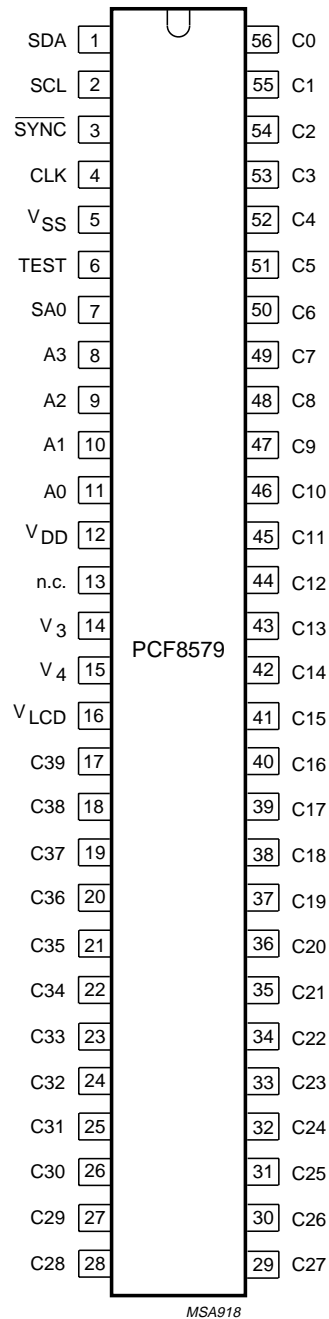 SDA 1 56 C0
SCL 2 55 C1
SYNC 3 54 C2
CLK 4 53 C3
VSS 5 52 C4
TEST 6 51 C5
SA0 7 50 C6
A3 8 49 C7
A2 9 48 C8
A1 10 47 C9
A0 11 46 C10
VDD 12 45 C11
n.c. 13 44 C12
V3 14 43 C13
PCF8579
V4 15 42 C14
VLCD 16 41 C15
C39 17 40 C16
C38 18 39 C17
C37 19 38 C18
C36 20 37 C19
C35 21 36 C20
C34 22 35 C21
C33 23 34 C22
C32 24 33 C23
C31 25 32 C24
C30 26 31 C25
C29 27 30 C26
C28 28 29 C27
MSA918